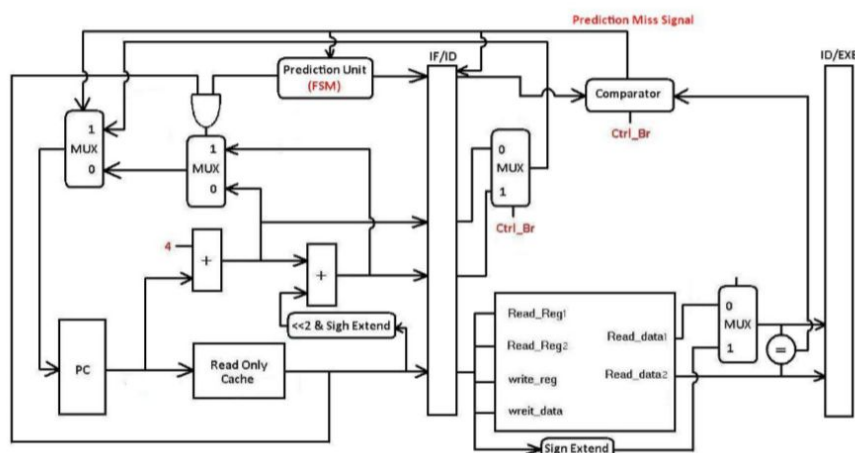 Prediction Miss Signal
IF/ID
ID/EXE
Prediction Unit
(FSM)
Comparator
Ctrl_Br
1
MUX
0
1
MUX
0
0
MUX
1
Ctrl_Br
4
+
+
<<2 & Sigh Extend
PC
Read Only
Cache
Read_Reg1
Read_Reg2
write_reg
wreit_data
Read_data1
Read_data2
0
MUX
1
=
Sign Extend